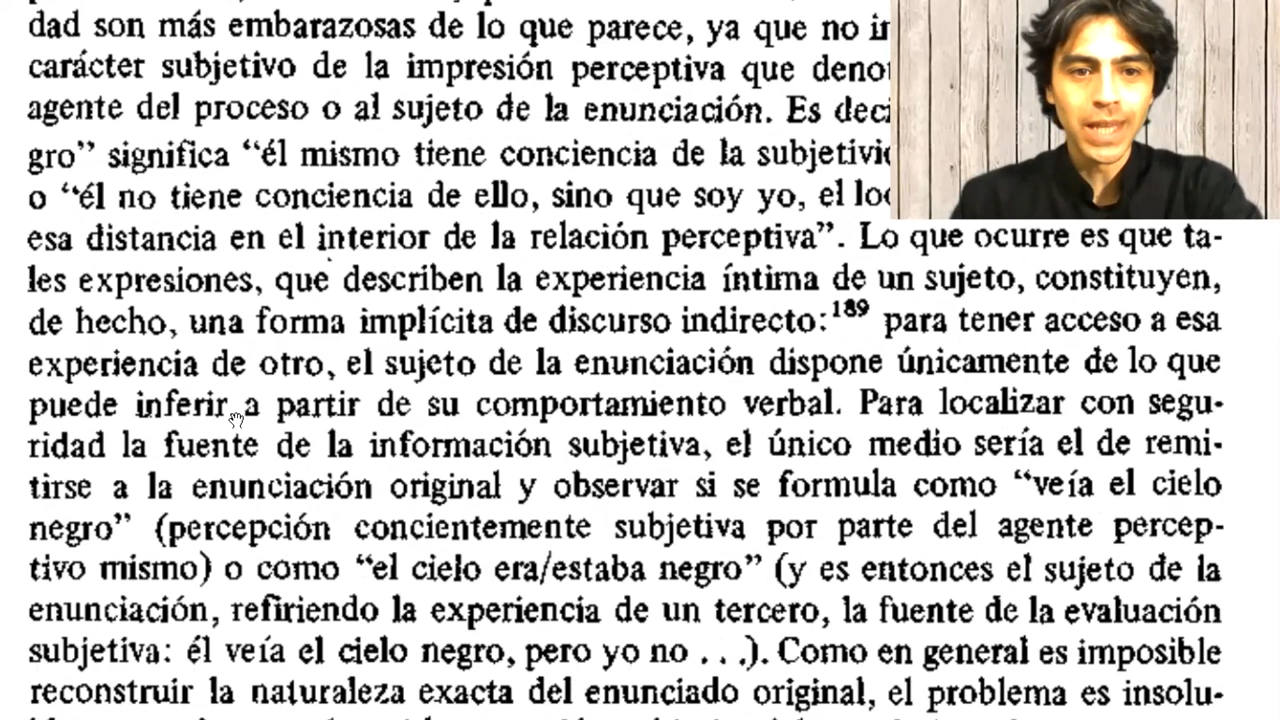 dad son más embarazosas de lo que parece, ya que no
carácter subjetivo de la impresión perceptiva que
agente del proceso o al sujeto de la enunciación. Es
gro” significa “él mismo tiene conciencia de la
o “él no tiene conciencia de ello, sino que soy yo, el
esa distancia en el interior de la relación perceptiva”. Lo que ocurre es que ta-
les expresiones, que describen la experiencia íntima de un sujeto, constituyen,
de hecho, una forma implícita de discurso indirecto:¹⁸⁹ para tener acceso a esa
experiencia de otro, el sujeto de la enunciación dispone únicamente de lo que
puede inferir a partir de su comportamiento verbal. Para localizar con segu-
ridad la fuente de la información subjetiva, el único medio sería el de remi-
tirse a la enunciación original y observar si se formula como “veía el cielo
negro” (percepción concientemente subjetiva por parte del agente percep-
tivo mismo) o como “el cielo era/estaba negro” (y es entonces el sujeto de la
enunciación, refiriendo la experiencia de un tercero, la fuente de la evaluación
subjetiva: él veía el cielo negro, pero yo no . . .). Como en general es imposible
reconstruir la naturaleza exacta del enunciado original, el problema es insolu-